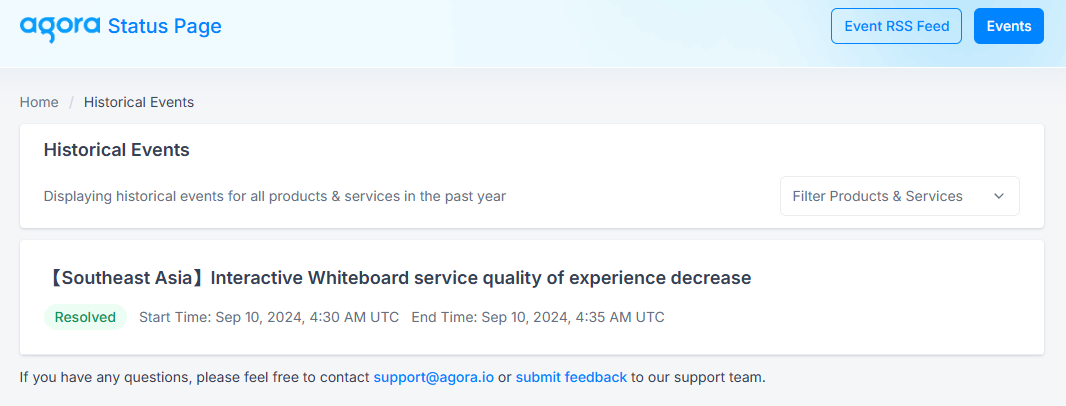 agora Status Page
Event RSS Feed
Events
Home / Historical Events
Historical Events
Displaying historical events for all products & services in the past year
Filter Products & Services
【Southeast Asia】Interactive Whiteboard service quality of experience decrease
Resolved Start Time: Sep 10, 2024, 4:30 AM UTC End Time: Sep 10, 2024, 4:35 AM UTC
If you have any questions, please feel free to contact support@agora.io or submit feedback to our support team.